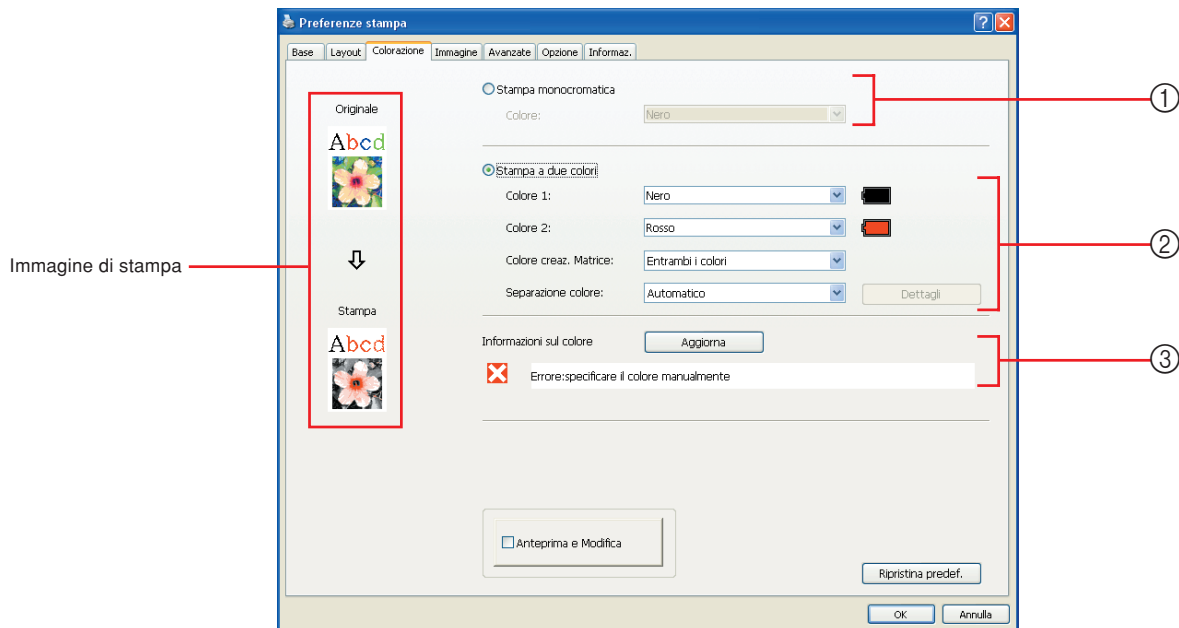 Preferenze stampa
Base Layout Colorazione Immagine Avanzate Opzione Informaz.
Originale
Abcd
Immagine di stampa
Stampa
Abcd
Stampa monocromatica
Colore: Nero
①
Stampa a due colori
Colore 1: Nero
Colore 2: Rosso
Colore creaz. Matrice: Entrambi i colori
Separazione colore: Automatico Dettagli
②
Informazioni sul colore Aggiorna
Errore:specificare il colore manualmente
③
Anteprima e Modifica
Ripristina predef.
OK Annulla